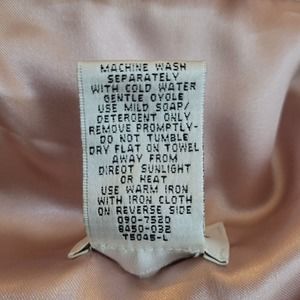 MACHINE WASH
SEPARATELY
WITH COLD WATER
GENTLE CYCLE
USE MILD SOAP/
DETERGENT ONLY
REMOVE PROMPTLY-
DO NOT TUMBLE
DRY FLAT ON TOWEL
AWAY FROM
DIRECT SUNLIGHT
OR HEAT
USE WARM IRON
WITH IRON CLOTH
ON REVERSE SIDE
090-7520
8450-032
T5045-L